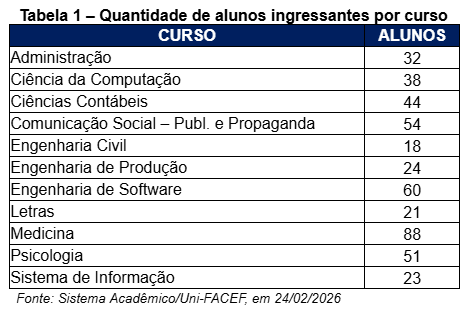 Tabela 1 – Quantidade de alunos ingressantes por curso
CURSO ALUNOS
Administração 32
Ciência da Computação 38
Ciências Contábeis 44
Comunicação Social – Publ. e Propaganda 54
Engenharia Civil 18
Engenharia de Produção 24
Engenharia de Software 60
Letras 21
Medicina 88
Psicologia 51
Sistema de Informação 23
Fonte: Sistema Acadêmico/Uni-FACEF, em 24/02/2026